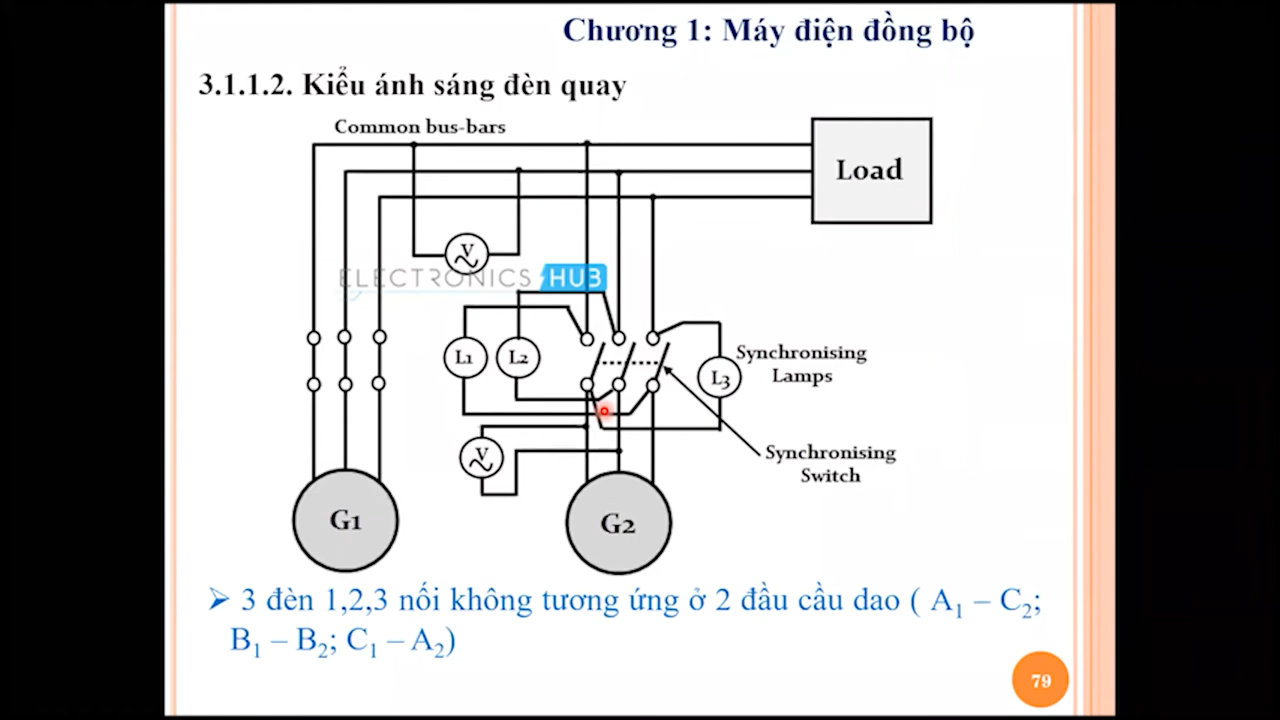 Chương 1: Máy điện đồng bộ
3.1.1.2. Kiểu ánh sáng đèn quay
Common bus-bars
Load
V
ELECTRONICS HUB
L1
L2
L3
Synchronising
Lamps
V
Synchronising
Switch
G1
G2
➢ 3 đèn 1,2,3 nối không tương ứng ở 2 đầu cầu dao ( A₁ – C₂;
B₁ – B₂; C₁ – A₂)
79